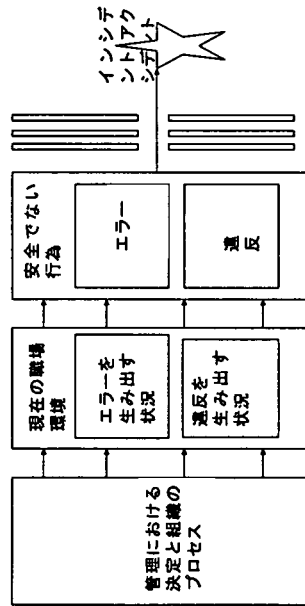 管理における
決定と組織の
プロセス
現在の職場
環境
エラーを
生み出す
状況
違反を
生み出す
状況
安全でない
行為
エラー
違反
インシデ
ントアク
シデント